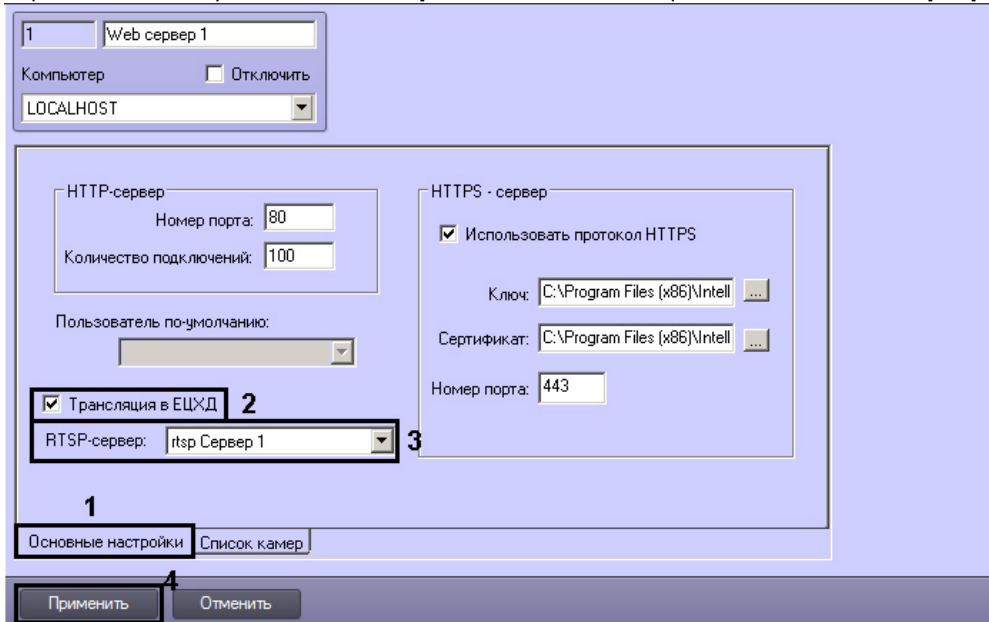 1 Web сервер 1
Компьютер Отключить
LOCALHOST
HTTP-сервер
Номер порта: 80
Количество подключений: 100
Пользователь по-умолчанию:
Трансляция в ЕЦХД 2
RTSP-сервер: rtsp Сервер 1 3
HTTPS - сервер
Использовать протокол HTTPS
Ключ: C:\Program Files (x86)\Intell ...
Сертификат: C:\Program Files (x86)\Intell ...
Номер порта: 443
1
Основные настройки Список камер
4
Применить Отменить